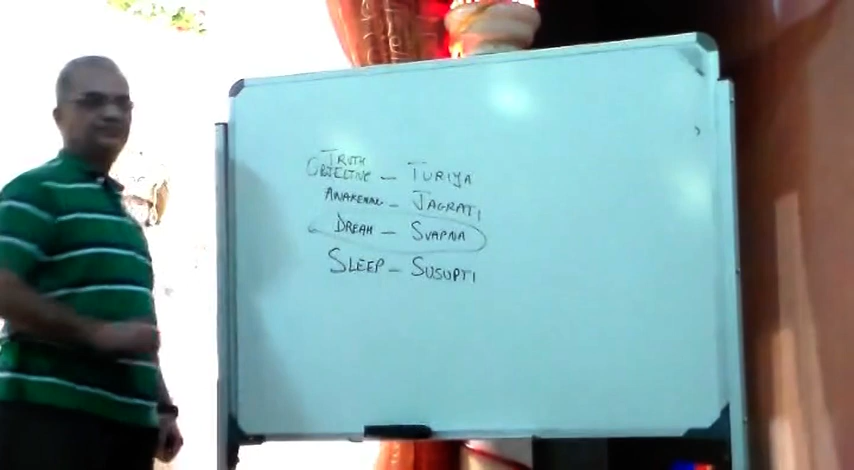 TRUTH
OBJECTIVE – TURIYA
AWAKENING – JAGRATI
DREAM – SVAPNA
SLEEP – SUSUPTI